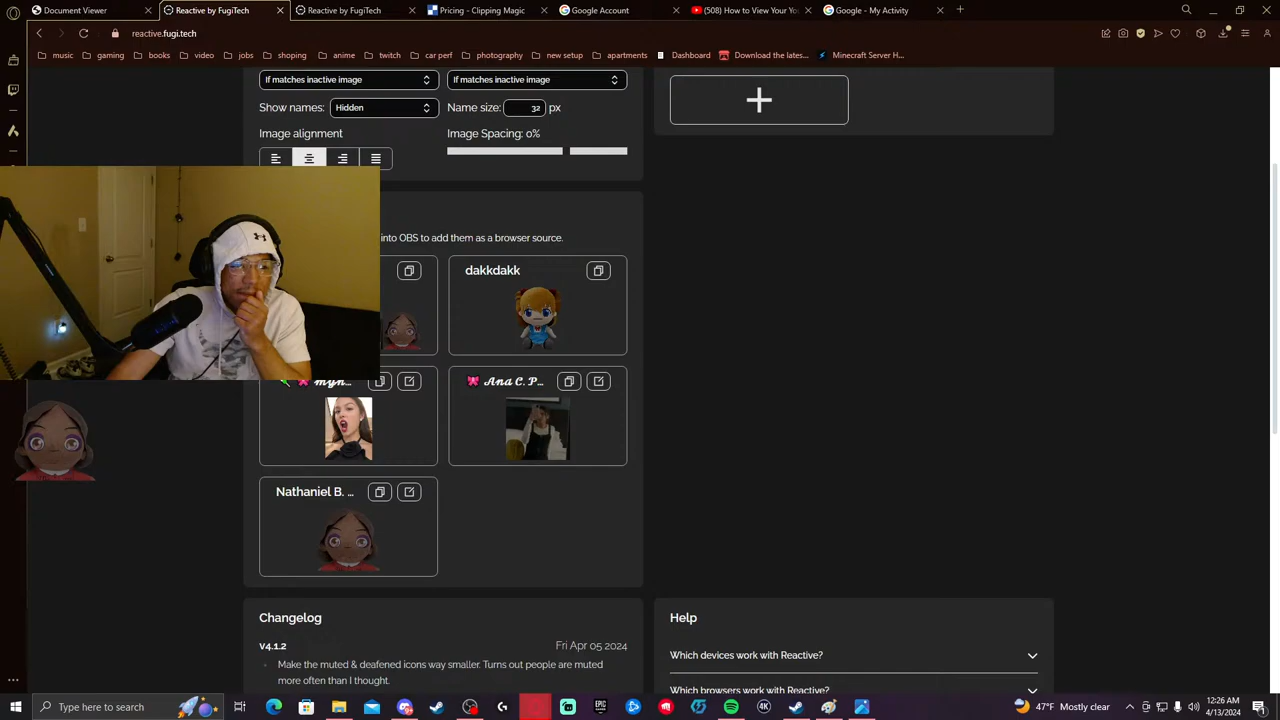 Document Viewer
Reactive by FugiTech
Reactive by FugiTech
Pricing - Clipping Magic
Google Account
(508) How to View Your Yo
Google - My Activity
reactive.fugi.tech
music
gaming
books
video
jobs
shoping
anime
twitch
car perf
photography
new setup
apartments
Dashboard
Download the lates...
Minecraft Server H...
If matches inactive image
If matches inactive image
Show names: Hidden
Name size: 32 px
Image alignment
Image Spacing: 0%
into OBS to add them as a browser source.
dakkdakk
𝓂𝓎𝓃...
𝒜𝓃𝒶 𝒞. 𝒫...
Nathaniel B. ...
Changelog
v4.1.2
Fri Apr 05 2024
Make the muted & deafened icons way smaller. Turns out people are muted
more often than I thought.
Help
Which devices work with Reactive?
Which browsers work with Reactive?
Type here to search
47°F Mostly clear
12:26 AM
4/13/2024